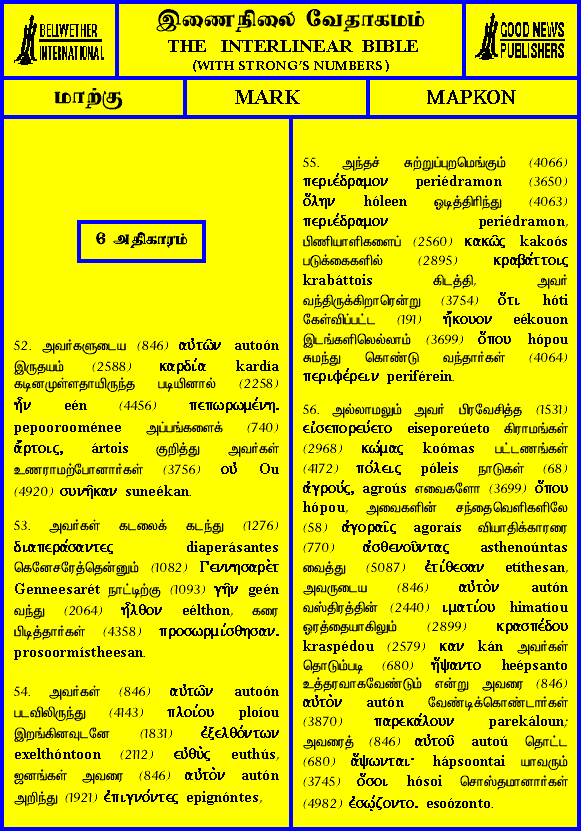 BELLWETHER
INTERNATIONAL
இணைநிலை வேதாகமம்
THE INTERLINEAR BIBLE
(WITH STRONG'S NUMBERS)
GOOD NEWS
PUBLISHERS
மாற்கு
MARK
ΜΑΡΚΟΝ
6 அதிகாரம்
52. அவர்களுடைய (846) αὐτῶν autoón
இருதயம் (2588) καρδία kardía
கடினமுள்ளதாயிருந்த படியினால் (2258)
ἦν eén (4456) πεπωρωμένη.
pepoorooménee அப்பங்களைக் (740)
ἄρτοις, ártois குறித்து அவர்கள்
உணராமற்போனார்கள் (3756) οὐ Ou
(4920) συνῆκαν suneékan.
53. அவர்கள் கடலைக் கடந்து (1276)
διαπεράσαντες diaperásantes
கெனேசரேத்தென்னும் (1082) Γεννησαρὲτ
Genneesarét நாட்டிற்கு (1093) γῆν geén
வந்து (2064) ἦλθον eélthon, கரை
பிடித்தார்கள் (4358) προσωρμίσθησαν.
prosoormístheesan.
54. அவர்கள் (846) αὐτῶν autoón
படவிலிருந்து (4143) πλοίου ploíou
இறங்கினவுடனே (1831) ἐξελθόντων
exelthóntoon (2112) εὐθὺς euthús,
ஜனங்கள் அவரை (846) αὐτὸν autón
அறிந்து (1921) ἐπιγνόντες epignóntes,
55. அந்தச் சுற்றுப்புறமெங்கும் (4066)
περιέδραμον periédramon (3650)
ὅλην hóleen ஓடித்திரிந்து (4063)
περιέδραμον periédramon,
பிணியாளிகளைப் (2560) κακῶς kakoós
படுக்கைகளில் (2895) κραβάττοις
krabáttois கிடத்தி, அவர்
வந்திருக்கிறாரென்று (3754) ὅτι hóti
கேள்விப்பட்ட (191) ἤκουον eékouon
இடங்களிலெல்லாம் (3699) ὅπου hópou
சுமந்து கொண்டு வந்தார்கள் (4064)
περιφέρειν periférein.
56. அல்லாமலும் அவர் பிரவேசித்த (1531)
εἰσεπορεύετο eiseporeúeto கிராமங்கள்
(2968) κώμας koómas பட்டணங்கள்
(4172) πόλεις póleis நாடுகள் (68)
ἀγρούς, agroús எவைகளோ (3699) ὅπου
hópou, அவைகளின் சந்தைவெளிகளிலே
(58) ἀγοραῖς agoraís வியாதிக்காரரை
(770) ἀσθενοῦντας asthenoúntas
வைத்து (5087) ἐτίθεσαν etíthesan,
அவருடைய (846) αὐτὸν autón
வஸ்திரத்தின் (2440) ιματίου himatíou
ஓரத்தையாகிலும் (2899) κρασπέδου
kraspédou (2579) καν kán அவர்கள்
தொடும்படி (680) ἥψαντο heépsanto
உத்தரவாகவேண்டும் என்று அவரை (846)
αὐτὸν autón வேண்டிக்கொண்டார்கள்
(3870) παρεκάλουν parekáloun;
அவரைத் (846) αὐτοῦ autoú தொட்ட
(680) ἅψωνται· hápsoontai யாவரும்
(3745) ὅσοι hósoi சொஸ்தமானார்கள்
(4982) ἐσῴζοντο. esoózonto.